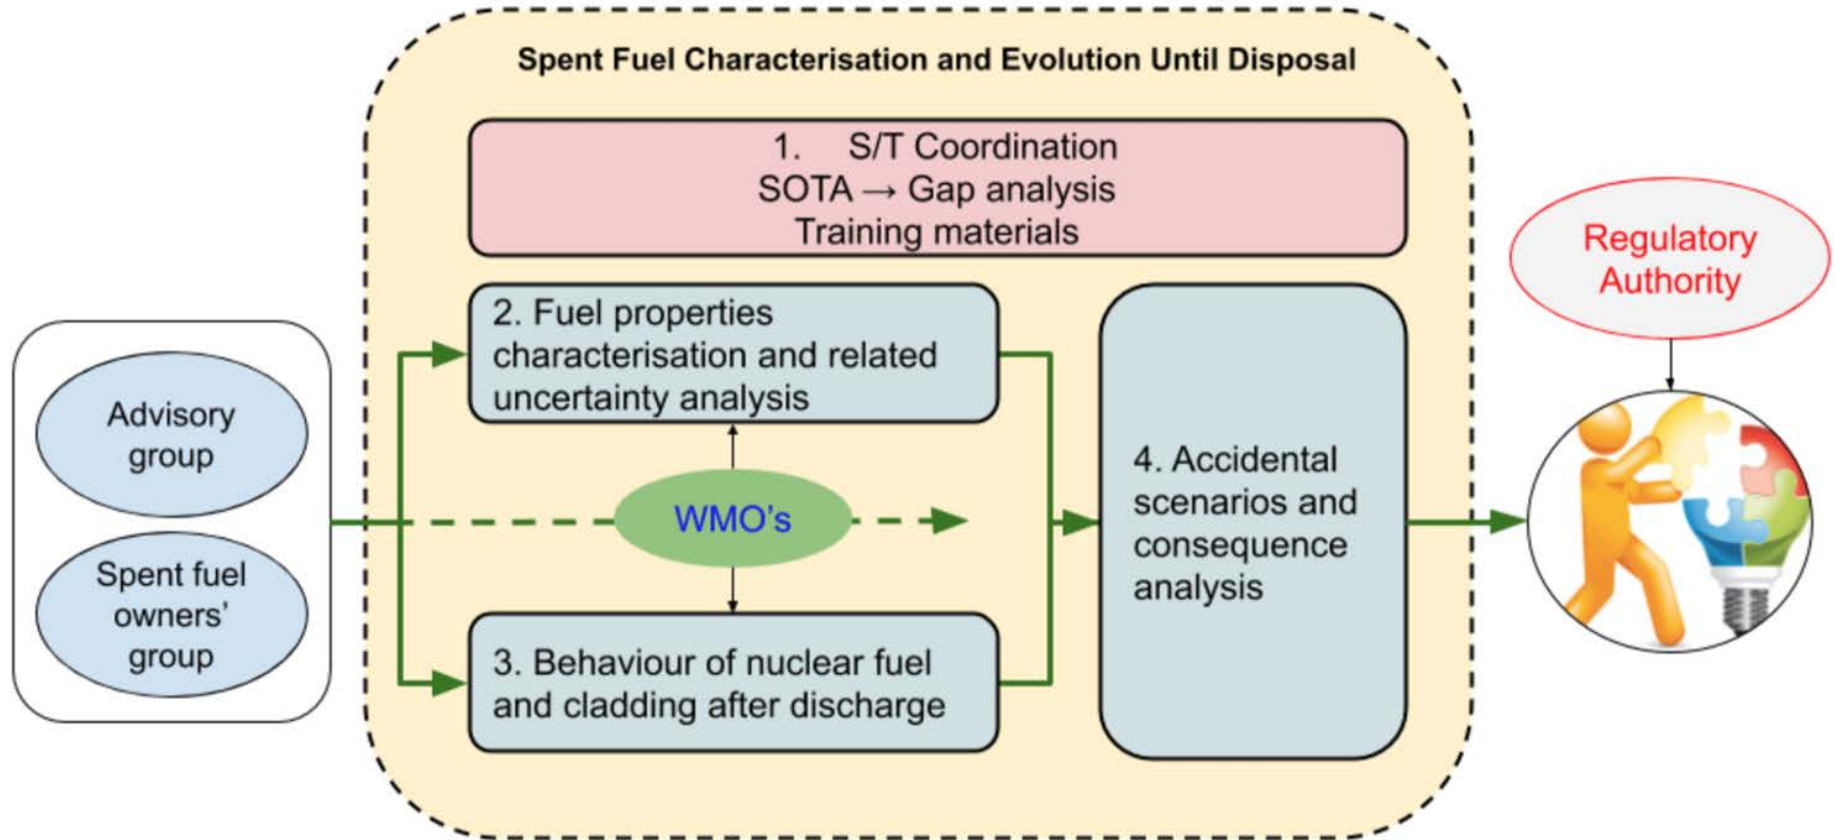 Spent Fuel Characterisation and Evolution Until Disposal
1. S/T Coordination
SOTA → Gap analysis
Training materials
Advisory
group
Spent fuel
owners’
group
2. Fuel properties
characterisation and related
uncertainty analysis
WMO’s
3. Behaviour of nuclear fuel
and cladding after discharge
4. Accidental
scenarios and
consequence
analysis
Regulatory
Authority